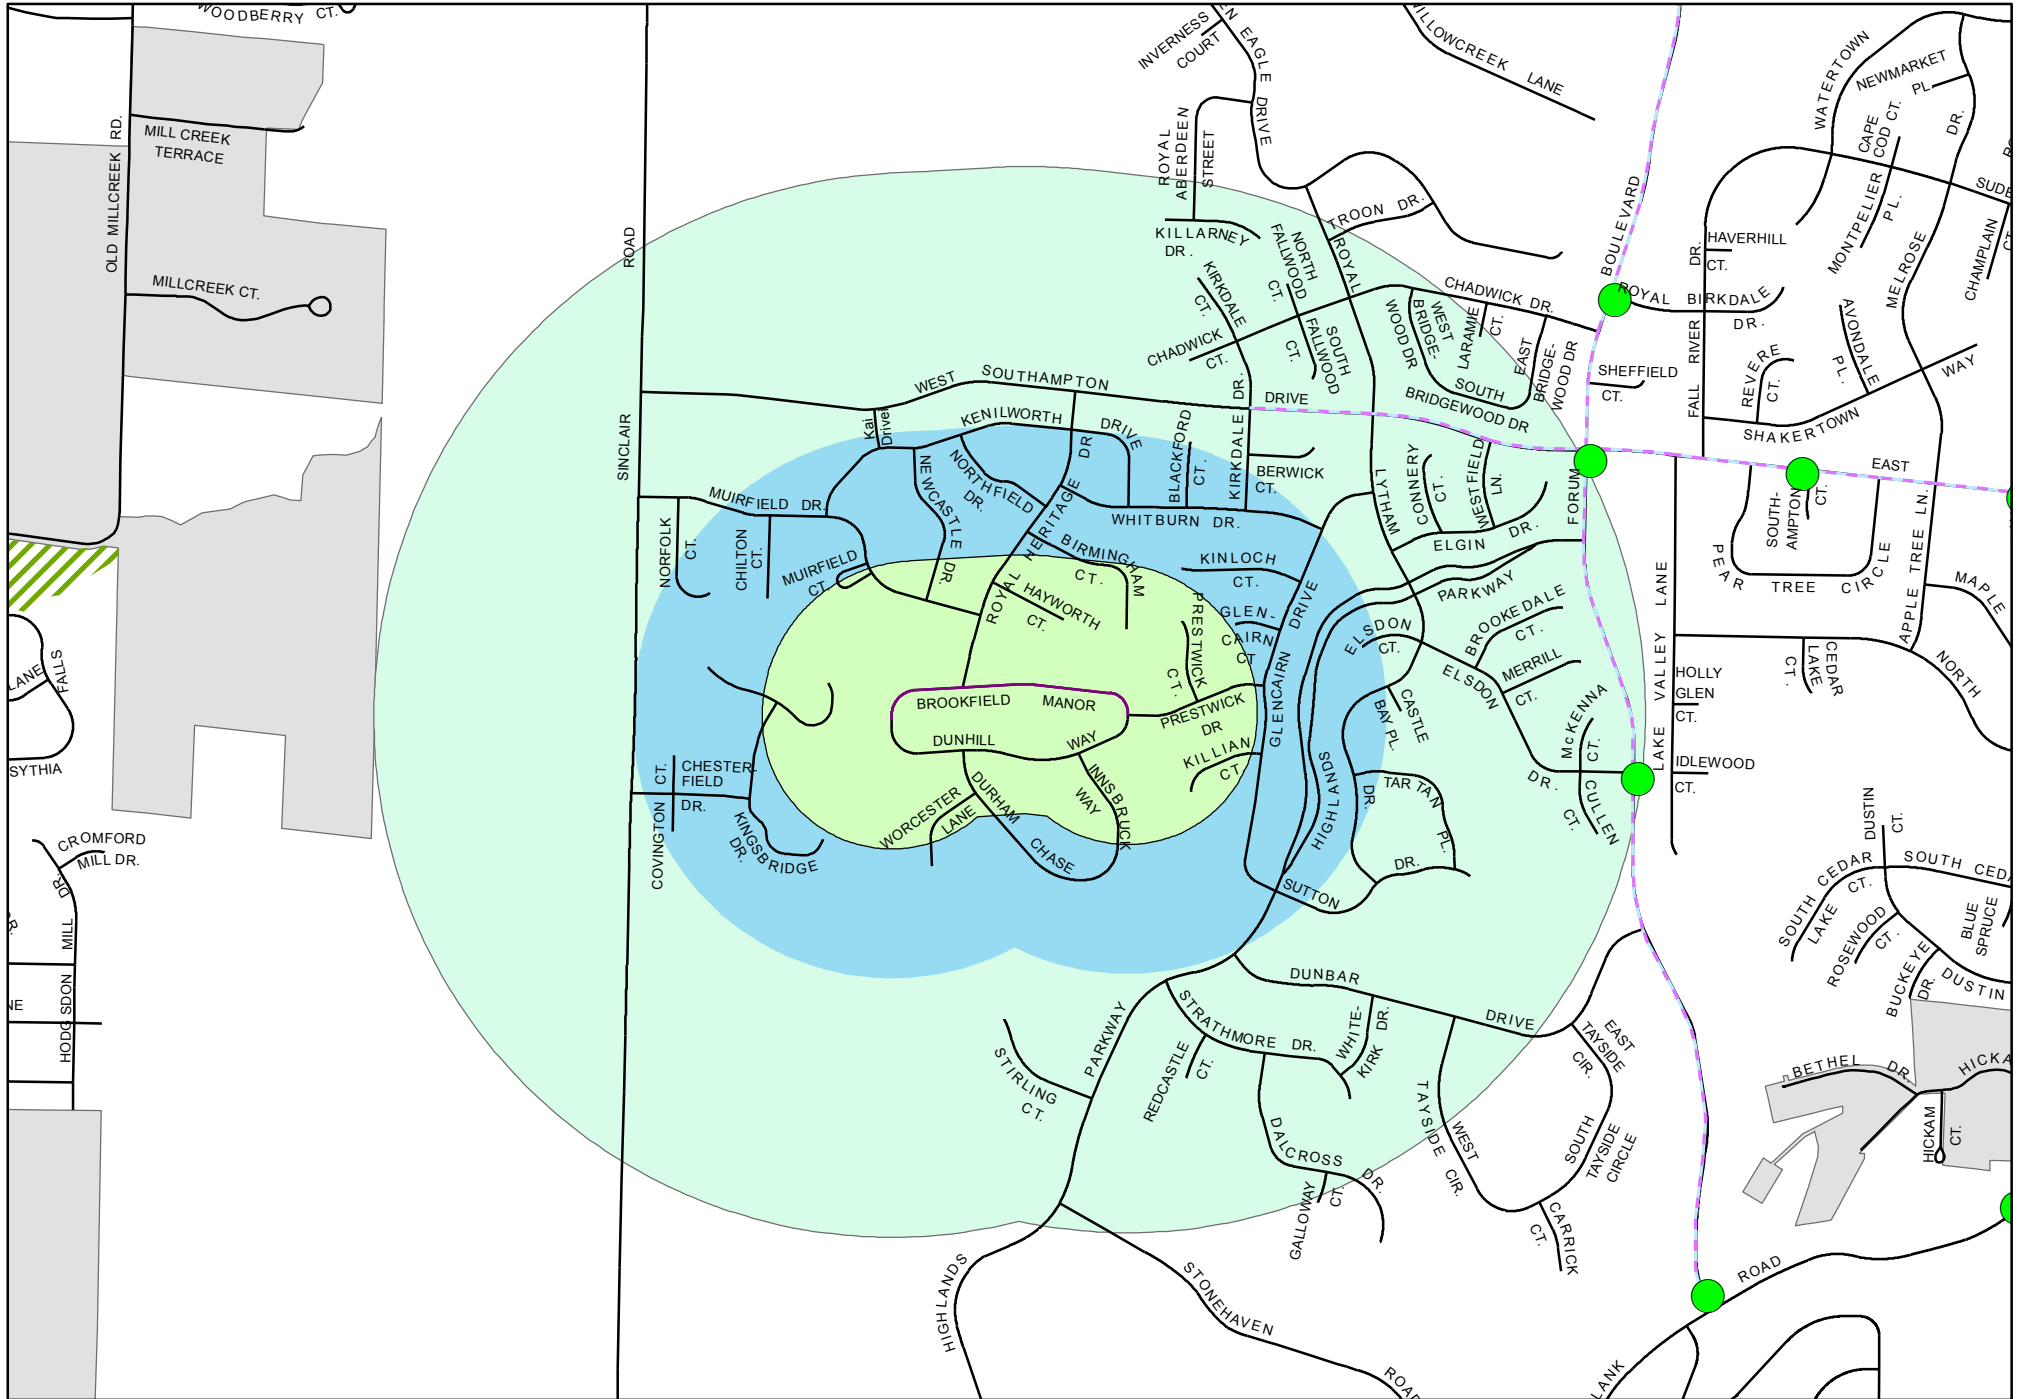 WOODBERRY CT.
OLD MILLCREEK RD.
MILL CREEK
TERRACE
MILLCREEK CT.
SINCLAIR
ROAD
INVERNESS
COURT
EAGLE DRIVE
ROYAL
ABERDEEN
STREET
KILLARNEY
DR.
LANE
TROON DR.
BOULEVARD
WATERTOWN
NEWMARKET
PL.
CAPE
COD CT.
DR.
MONTPELIER
PL.
CHAMPLAIN
MELROSE
HAVERHILL
CT.
DR.
ROYAL BIRKDALE
DR.
AVONDALE
PL.
REVERE
CT.
FALL RIVER
WAY
SHAKERTOWN
NORTH
FALLWOOD
CT.
KIRKDALE
CT.
ROYAL
CHADWICK
CT.
SOUTH
FALLWOOD
CT.
CHADWICK DR.
WEST
BRIDGE-
WOOD DR
LARAMIE
CT.
EAST
BRIDGE-
WOOD DR
SOUTH
BRIDGEWOOD DR
SHEFFIELD
CT.
WEST
SOUTHAMPTON
DRIVE
Kai
Drive
KENILWORTH
DRIVE
KIRKDALE DR.
BLACKFORD
CT.
BERWICK
CT.
LYTHAM
CONNERY
CT.
WESTFIELD
LN.
FORUM
EAST
SOUTH-
AMPTON
CT.
PEAR
TREE
CIRCLE
APPLE TREE LN.
MAPLE
NORTH
MUIRFIELD DR.
NEWCASTLE
DR.
NORTHFIELD
DR.
ROYAL HERITAGE
DR
WHITBURN DR.
NORFOLK
CT.
CHILTON
CT.
MUIRFIELD
CT.
BIRMINGHAM
CT.
HAYWORTH
CT.
KINLOCH
CT.
PRESTWICK
CT.
GLEN-
CAIRN
CT
GLENCAIRN
DRIVE
ELGIN DR.
PARKWAY
ELSDON
CT.
BROOKEDALE
CT.
MERRILL
CT.
ELSDON
DR.
McKENNA
CT.
CULLEN
CT.
LAKE VALLEY LANE
HOLLY
GLEN
CT.
CEDAR
LAKE
CT.
IDLEWOOD
CT.
BROOKFIELD MANOR
PRESTWICK
DR
KILLIAN
CT
DUNHILL
WAY
INNSBRUCK
WAY
DURHAM
CHASE
WORCESTER
LANE
CHESTER-
FIELD
DR.
COVINGTON CT.
KINGSBRIDGE
DR.
HIGHLANDS
CASTLE
BAY PL.
TARTAN
PL.
DR.
DR.
SUTTON
LANE
FALLS
SYTHIA
CROMFORD
MILL DR.
DR.
MILL
HODGSDON
DUSTIN
CT.
SOUTH CEDAR
SOUTH CEDAR
LAKE
CT.
ROSEWOOD
CT.
BLUE
SPRUCE
BUCKEYE
DR.
DUSTIN
DUNBAR
DRIVE
STRATHMORE DR.
WHITE-
KIRK
DR.
REDCASTLE
CT.
PARKWAY
STIRLING
CT.
DALCROSS
DR.
GALLOWAY
CT.
TAYSIDE
WEST
CIR.
EAST
TAYSIDE
CIR.
SOUTH
TAYSIDE
CIRCLE
CARRICK
CT.
BETHEL DR.
HICKAM
CT.
STONEHAVEN
HIGHLANDS
ROAD